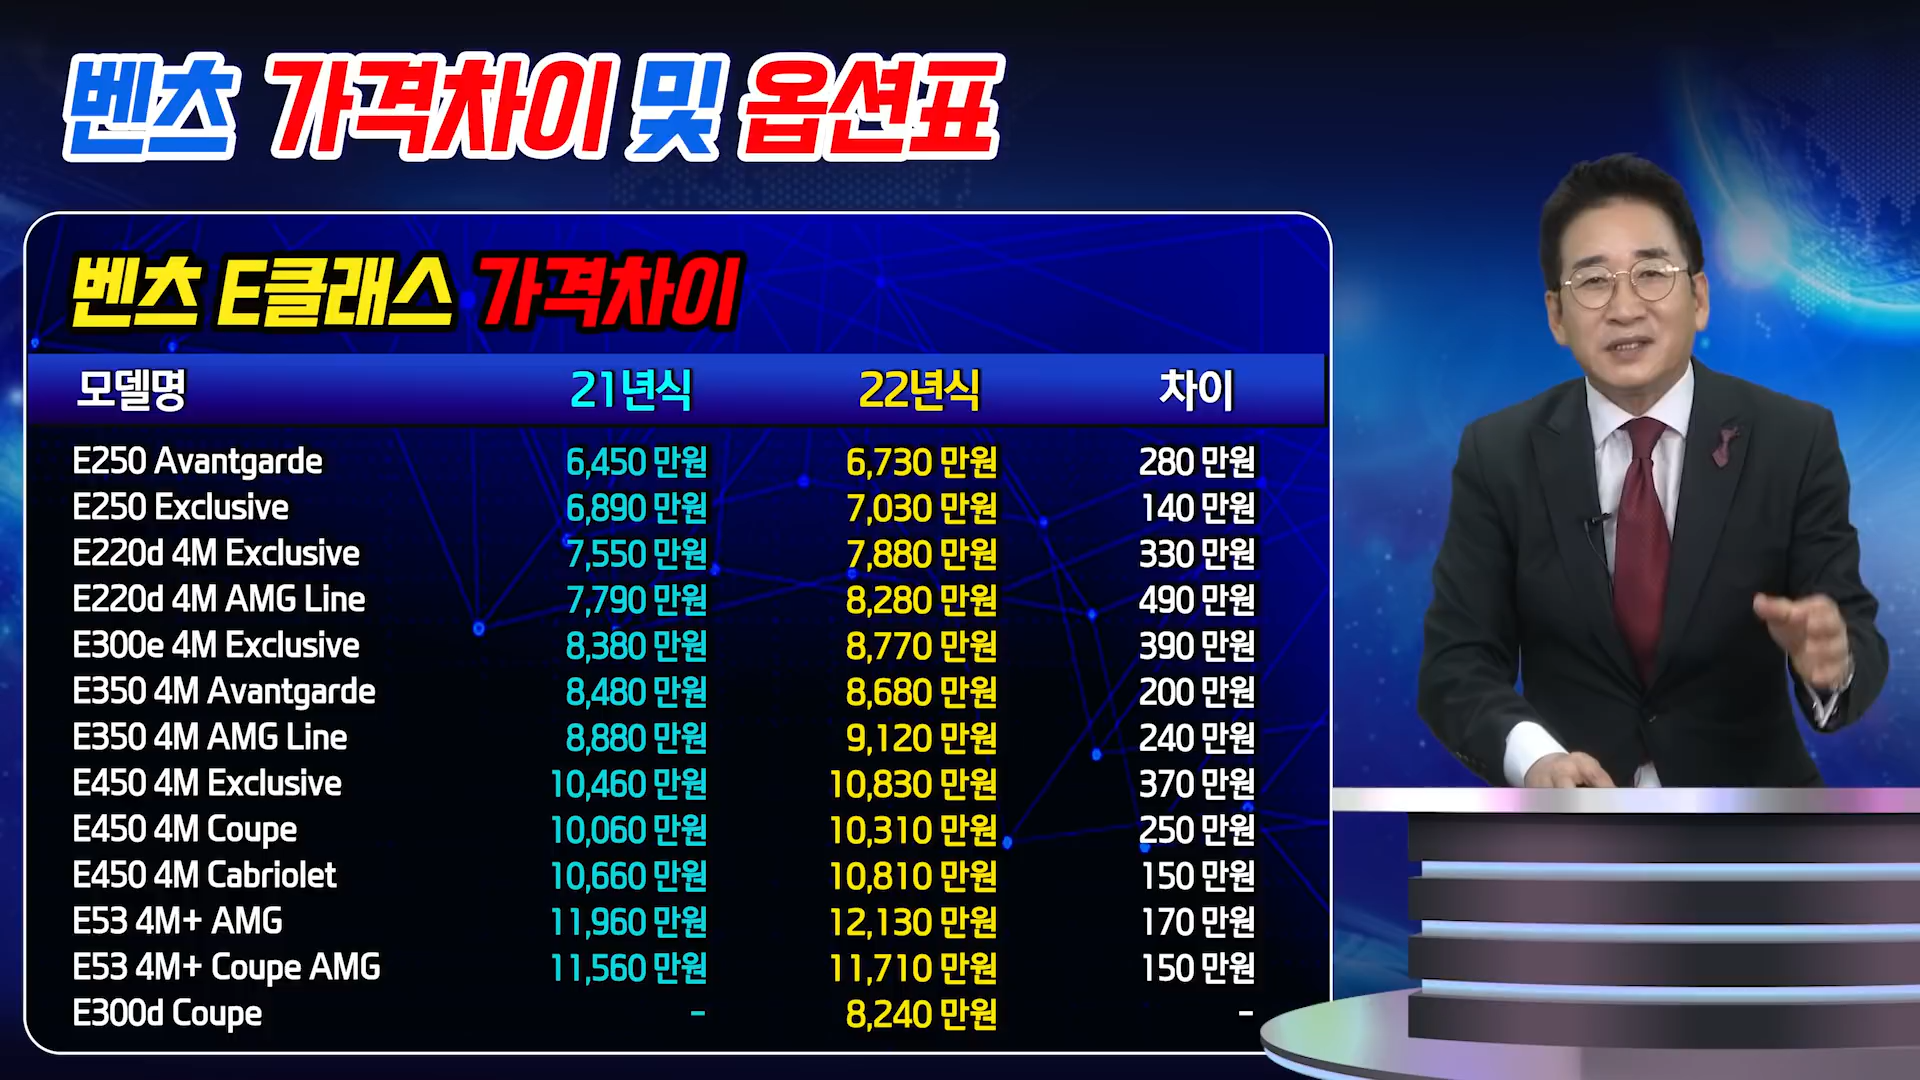 벤츠 가격차이 및 옵션표
벤츠 E클래스 가격차이
모델명 21년식 22년식 차이
E250 Avantgarde 6,450 만원 6,730 만원 280 만원
E250 Exclusive 6,890 만원 7,030 만원 140 만원
E220d 4M Exclusive 7,550 만원 7,880 만원 330 만원
E220d 4M AMG Line 7,790 만원 8,280 만원 490 만원
E300e 4M Exclusive 8,380 만원 8,770 만원 390 만원
E350 4M Avantgarde 8,480 만원 8,680 만원 200 만원
E350 4M AMG Line 8,880 만원 9,120 만원 240 만원
E450 4M Exclusive 10,460 만원 10,830 만원 370 만원
E450 4M Coupe 10,060 만원 10,310 만원 250 만원
E450 4M Cabriolet 10,660 만원 10,810 만원 150 만원
E53 4M+ AMG 11,960 만원 12,130 만원 170 만원
E53 4M+ Coupe AMG 11,560 만원 11,710 만원 150 만원
E300d Coupe - 8,240 만원 -